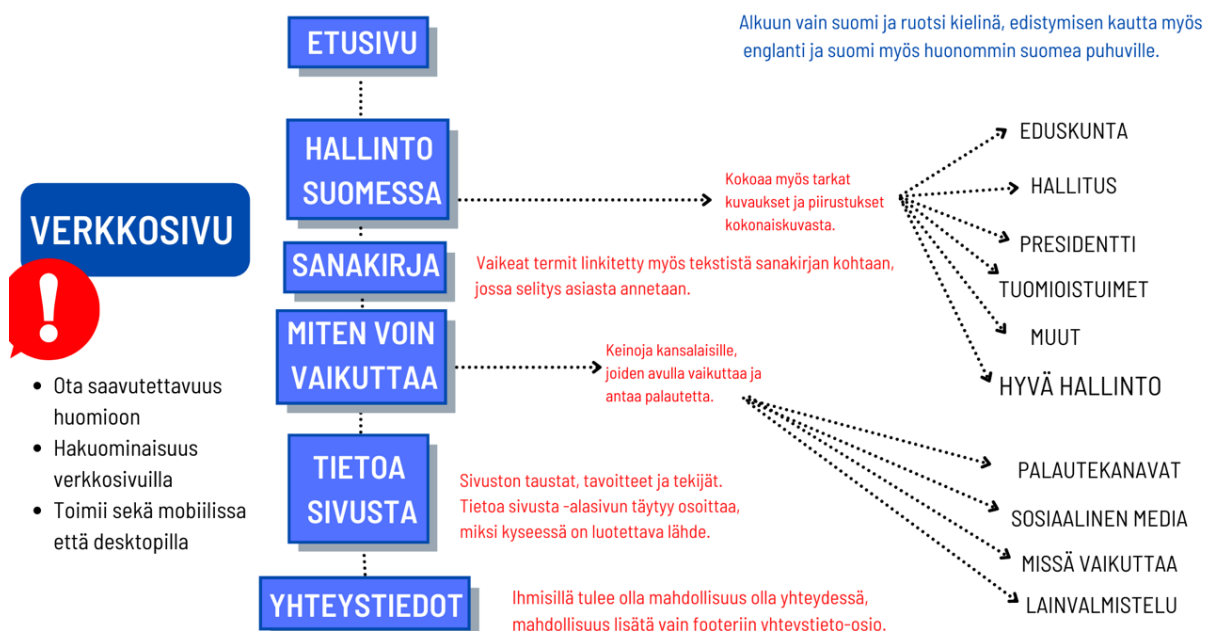 Alkuun vain suomi ja ruotsi kielinä, edistymisen kautta myös
englanti ja suomi myös huonommin suomea puhuville.
VERKKOSIVU
!
• Ota saavutettavuus
huomioon
• Hakuominaisuus
verkkosivuilla
• Toimii sekä mobiilissa
että desktopilla
ETUSIVU
HALLINTO
SUOMESSA
Kokoaa myös tarkat
kuvaukset ja piirustukset
kokonaiskuvasta.
EDUSKUNTA
HALLITUS
PRESIDENTTI
TUOMIOISTUIMET
MUUT
HYVÄ HALLINTO
SANAKIRJA
Vaikeat termit linkitetty myös tekstistä sanakirjan kohtaan,
jossa selitys asiasta annetaan.
MITEN VOIN
VAIKUTTAA
Keinoja kansalaisille,
joiden avulla vaikuttaa ja
antaa palautetta.
PALAUTEKANAVAT
SOSIAALINEN MEDIA
MISSÄ VAIKUTTAA
LAINVALMISTELU
TIETOA
SIVUSTA
Sivuston taustat, tavoitteet ja tekijät.
Tietoa sivusta -alasivun täytyy osoittaa,
miksi kyseessä on luotettava lähde.
YHTEYSTIEDOT
Ihmisillä tulee olla mahdollisuus olla yhteydessä,
mahdollisuus lisätä vain footeriin yhteystieto-osio.